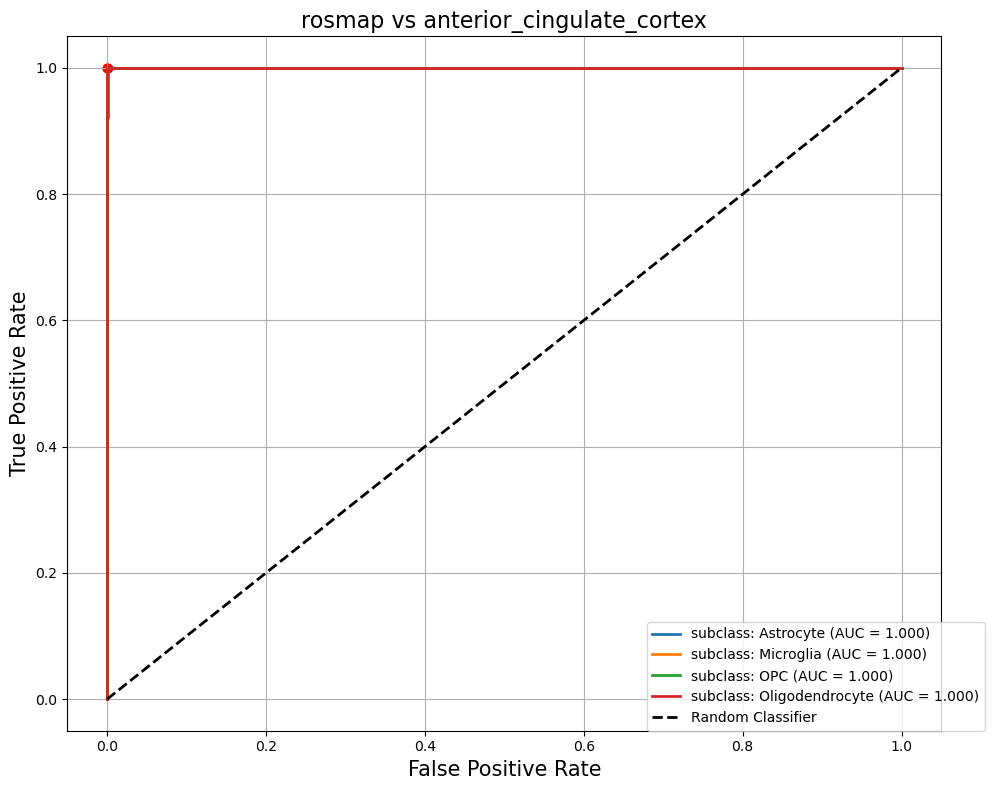 rosmap vs anterior_cingulate_cortex
True Positive Rate
1.0
0.8
0.6
0.4
0.2
0.0
subclass: Astrocyte (AUC = 1.000)
subclass: Microglia (AUC = 1.000)
subclass: OPC (AUC = 1.000)
subclass: Oligodendrocyte (AUC = 1.000)
Random Classifier
0.0 0.2 0.4 0.6 0.8 1.0
False Positive Rate